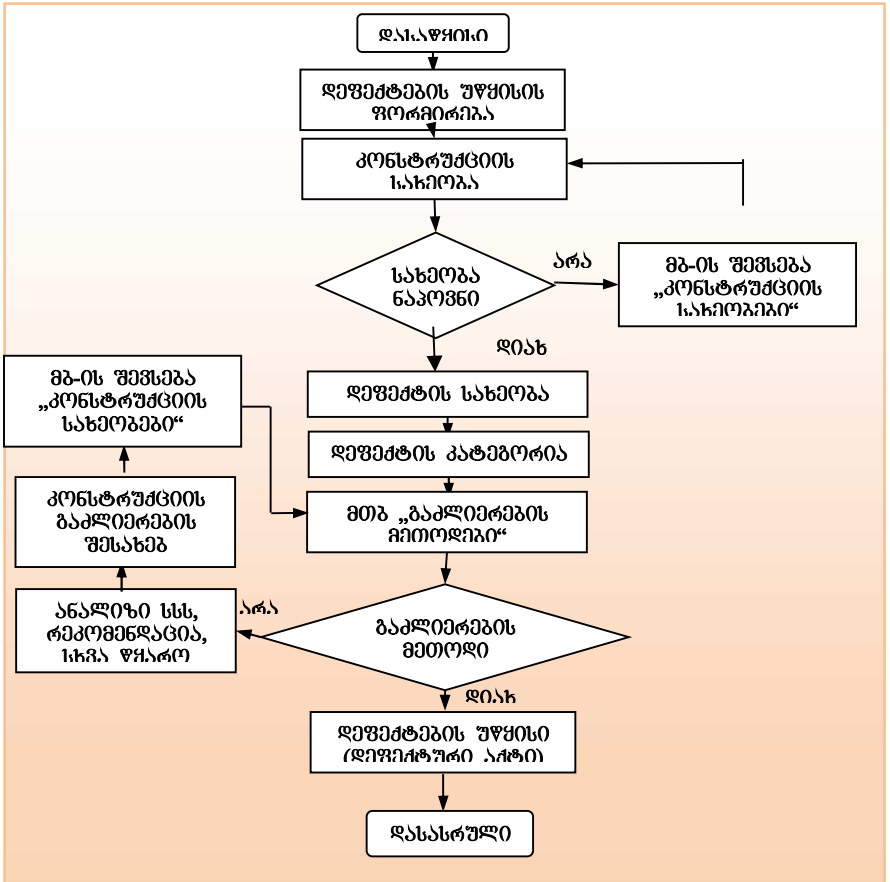 დასაწყისი
დეფექტების უწყისის
ფორმირება
კონსტრუქციის
სახეობა
სახეობა
ნაპოვნი
არა
მბ-ის შევსება
„კონსტრუქციის
სახეობები“
დიახ
დეფექტის სახეობა
მბ-ის შევსება
„კონსტრუქციის
სახეობები“
დეფექტის კატეგორია
კონსტრუქციის
გაძლიერების
შესახებ
მთბ „გაძლიერების
მეთოდები“
ანალიზი სსს,
რეკომენდაცია,
სხვა წყარო
არა
გაძლიერების
მეთოდი
დიახ
დეფექტების უწყისი
(დეფექტური აქტი)
დასასრული